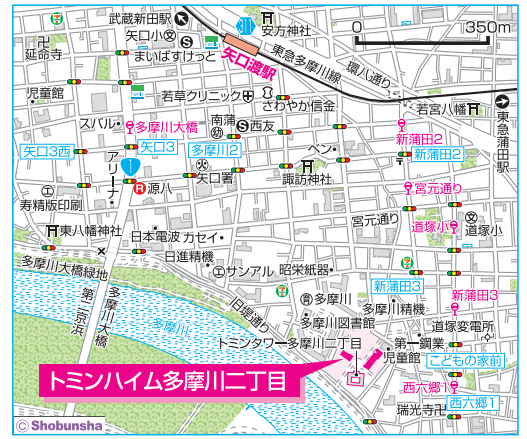 武蔵新田駅
311
安方神社
0 350m
延命寺
矢口小
まいばすけっと
矢口渡駅
東急多摩川線
環八通り
児童館
若草クリニック
さわやか信金
若宮八幡
東急蒲田駅
スバル
多摩川大橋
南蒲幼
西友
新蒲田2
矢口3西
矢口3
多摩川2
ベン
新蒲田2
アリーナ
1
源八
矢口署
諏訪神社
宮元通り
寿精版印刷
宮元通り
道塚小
道塚小
東八幡神社
日本電波
カセイ
日進精機
サンアル
昭栄紙器
新蒲田3
多摩川大橋緑地
第二京浜
多摩川大橋
多摩川
旧堤通り
多摩川
多摩川精機
新蒲田3
多摩川図書館
道塚変電所
トミンタワー多摩川二丁目
第一鋼業
児童館
こどもの家前
トミンハイム多摩川二丁目
西六郷1
瑞光寺
西六郷1
© Shobunsha